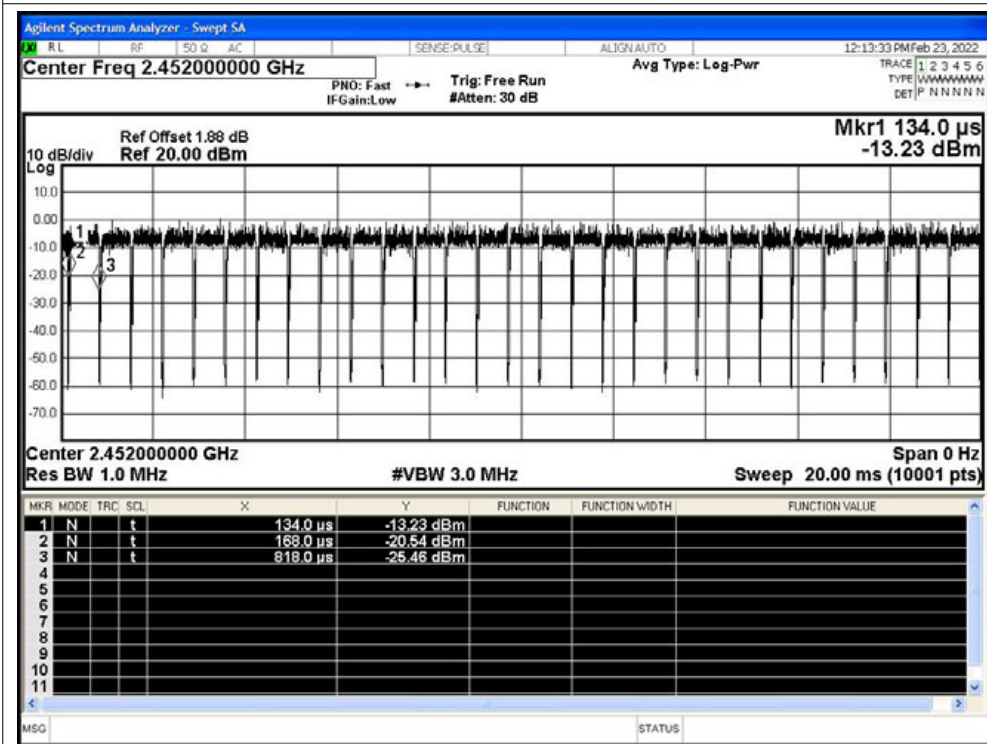 Agilent Spectrum Analyzer - Swept SA
RL RF 50 Ω AC SENSE:PULSE ALIGN AUTO 12:13:33 PM Feb 23, 2022
Center Freq 2.452000000 GHz Avg Type: Log-Pwr TRACE 1 2 3 4 5 6
PNO: Fast Trig: Free Run TYPE WWWWWW
IFGain:Low #Atten: 30 dB DET P N N N N N
Mkr1 134.0 µs
Ref Offset 1.88 dB
10 dB/div Ref 20.00 dBm -13.23 dBm
Log
10.0
0.00
1
-10.0
2
3
-20.0
-30.0
-40.0
-50.0
-60.0
-70.0
Center 2.452000000 GHz Span 0 Hz
Res BW 1.0 MHz #VBW 3.0 MHz Sweep 20.00 ms (10001 pts)
MKR MODE TRC SCL X Y FUNCTION FUNCTION WIDTH FUNCTION VALUE
1 N t 134.0 µs -13.23 dBm
2 N t 168.0 µs -20.54 dBm
3 N t 818.0 µs -25.46 dBm
4
5
6
7
8
9
10
11
MSG STATUS